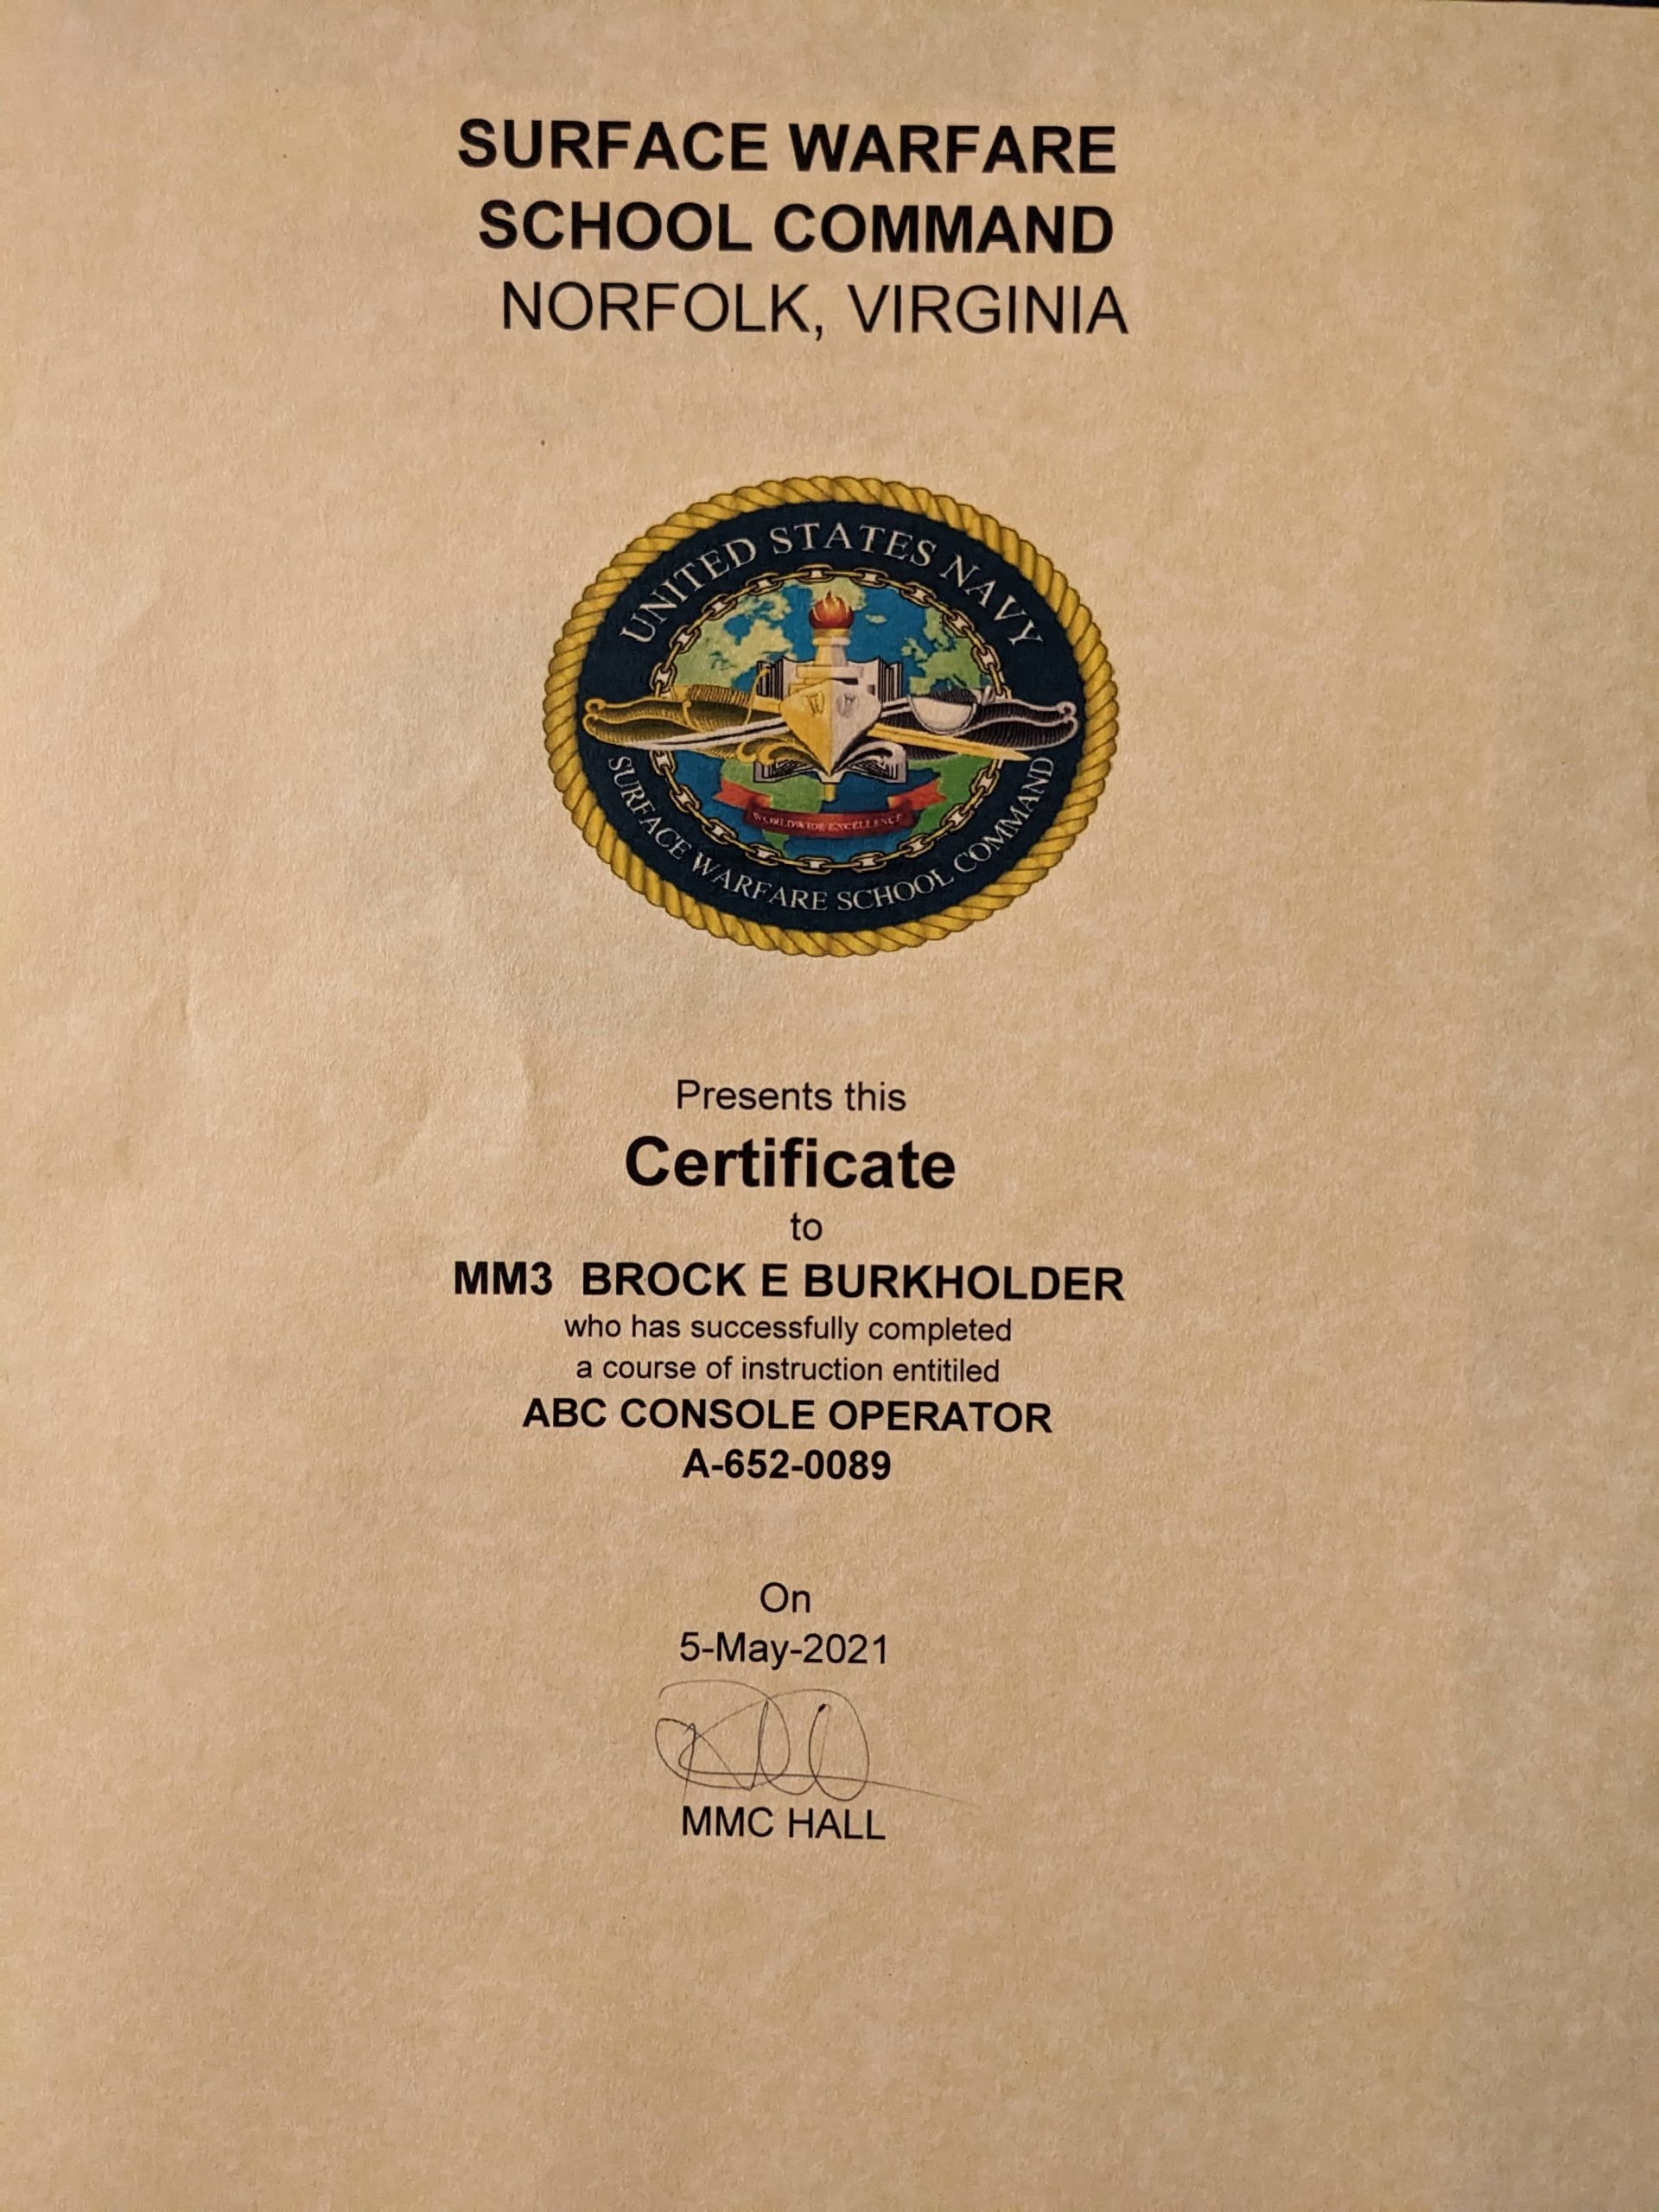 SURFACE WARFARE
SCHOOL COMMAND
NORFOLK, VIRGINIA
UNITED STATES NAVY
WORLDWIDE EXCELLENCE
SURFACE WARFARE SCHOOL COMMAND
Presents this
Certificate
to
MM3 BROCK E BURKHOLDER
who has successfully completed
a course of instruction entitiled
ABC CONSOLE OPERATOR
A-652-0089
On
5-May-2021
MMC HALL